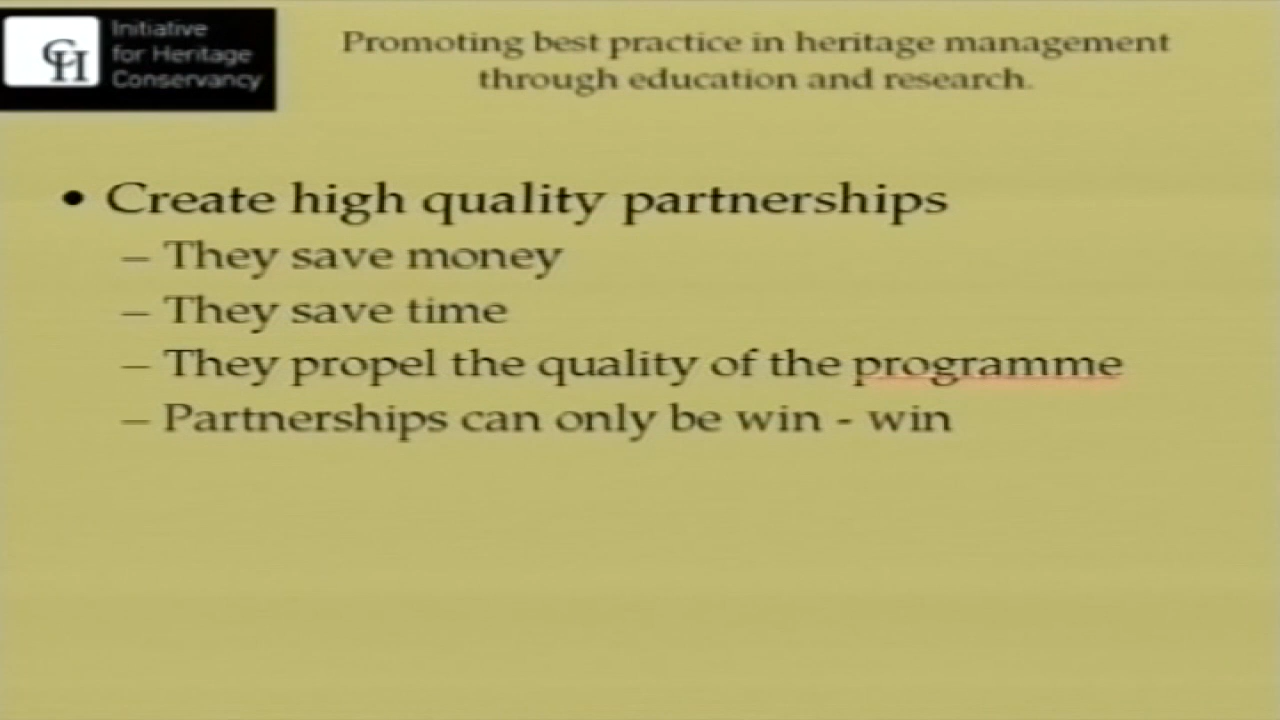 Initiative
for Heritage
Conservancy
Promoting best practice in heritage management
through education and research.
• Create high quality partnerships
– They save money
– They save time
– They propel the quality of the programme
– Partnerships can only be win - win